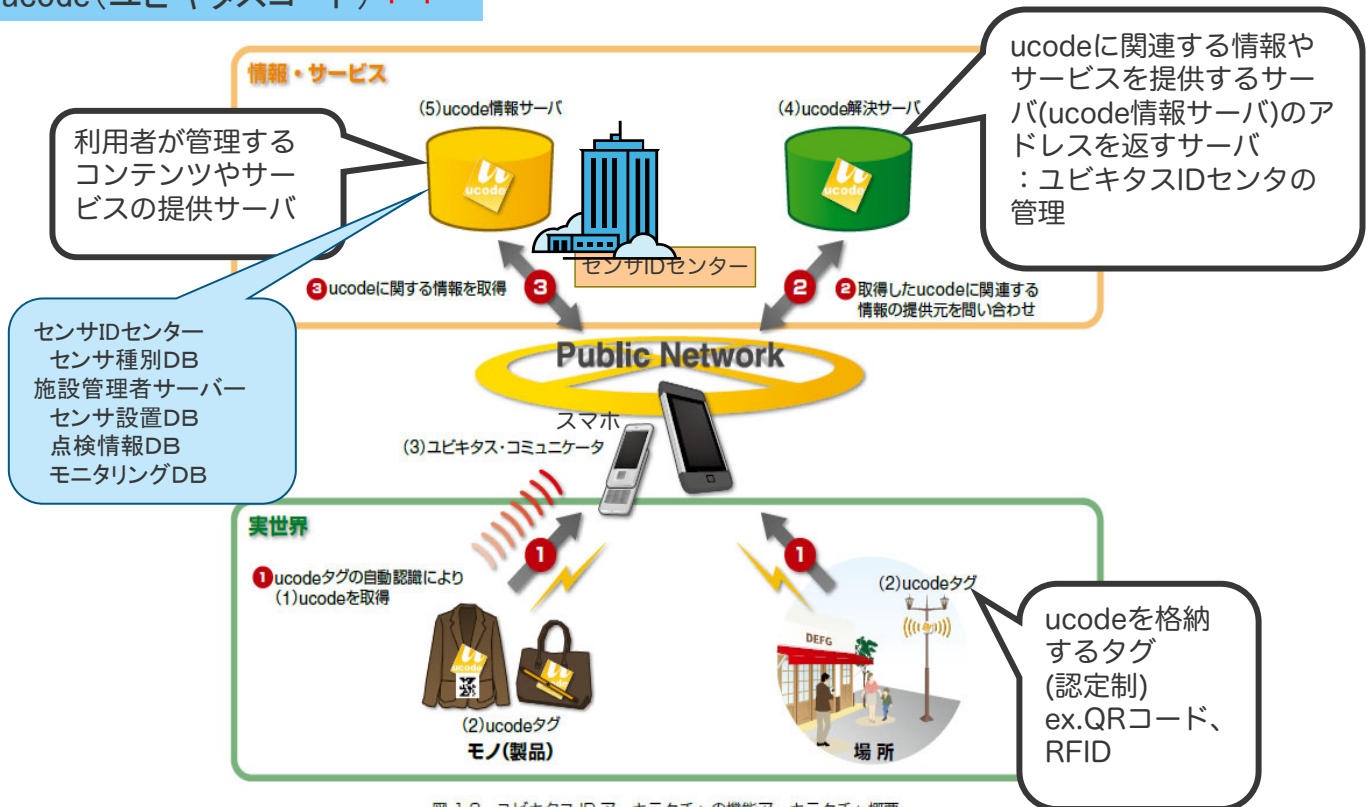 ucode(ユビキタスコード)
情報・サービス
(5)ucode情報サーバ
(4)ucode解決サーバ
ucodeに関連する情報や
サービスを提供するサー
バ(ucode情報サーバ)のア
ドレスを返すサーバ
：ユビキタスIDセンタの
管理
利用者が管理する
コンテンツやサー
ビスの提供サーバ
ucode
ucode
センサIDセンター
3 ucodeに関する情報を取得
3
2
2 取得したucodeに関連する
情報の提供元を問い合わせ
センサIDセンター
センサ種別DB
施設管理者サーバー
センサ設置DB
点検情報DB
モニタリングDB
Public Network
スマホ
(3)ユビキタス・コミュニケータ
実世界
1 ucodeタグの自動認識により
(1)ucodeを取得
1
1
(2)ucodeタグ
DEFG
ucode
(2)ucodeタグ
モノ(製品)
場所
ucodeを格納
するタグ
(認定制)
ex.QRコード、
RFID